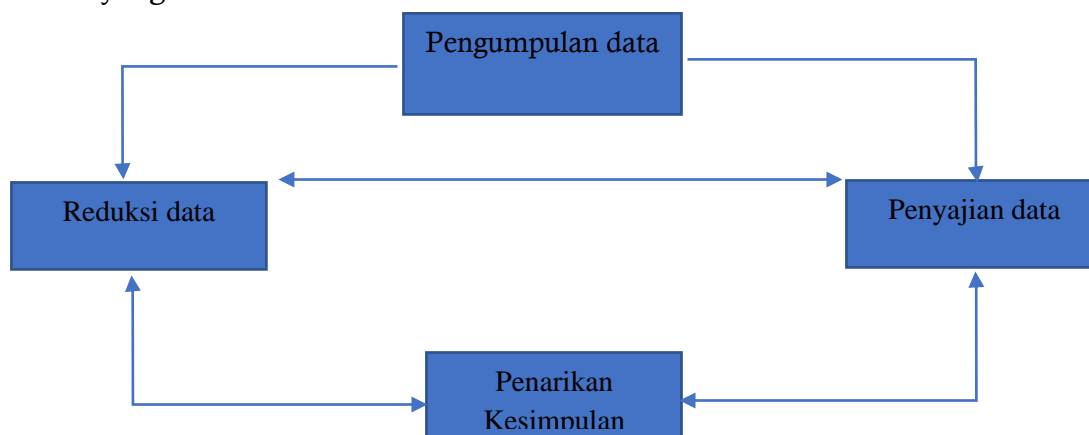 Pengumpulan data
Reduksi data
Penyajian data
Penarikan
Kesimpulan